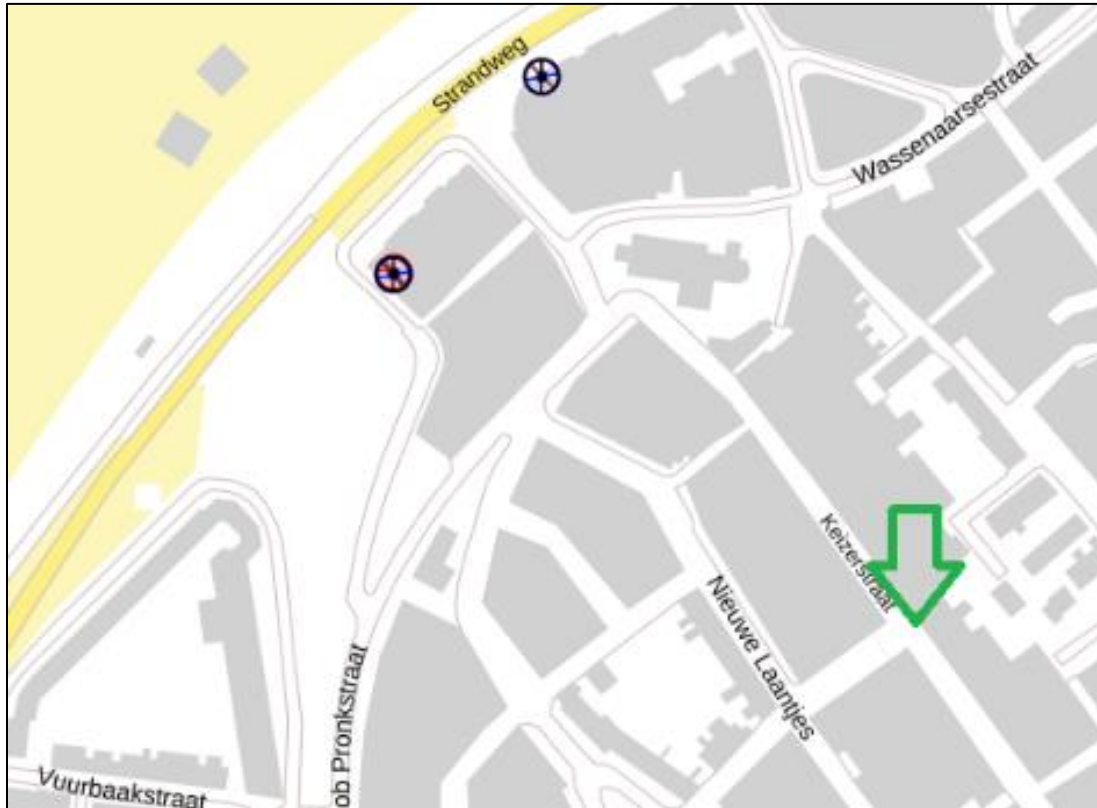 Strandweg
Wassenaarsestraat
Keizerstraat
Nieuwe Laantjes
ob Pronkstraat
Vuurbaakstraat